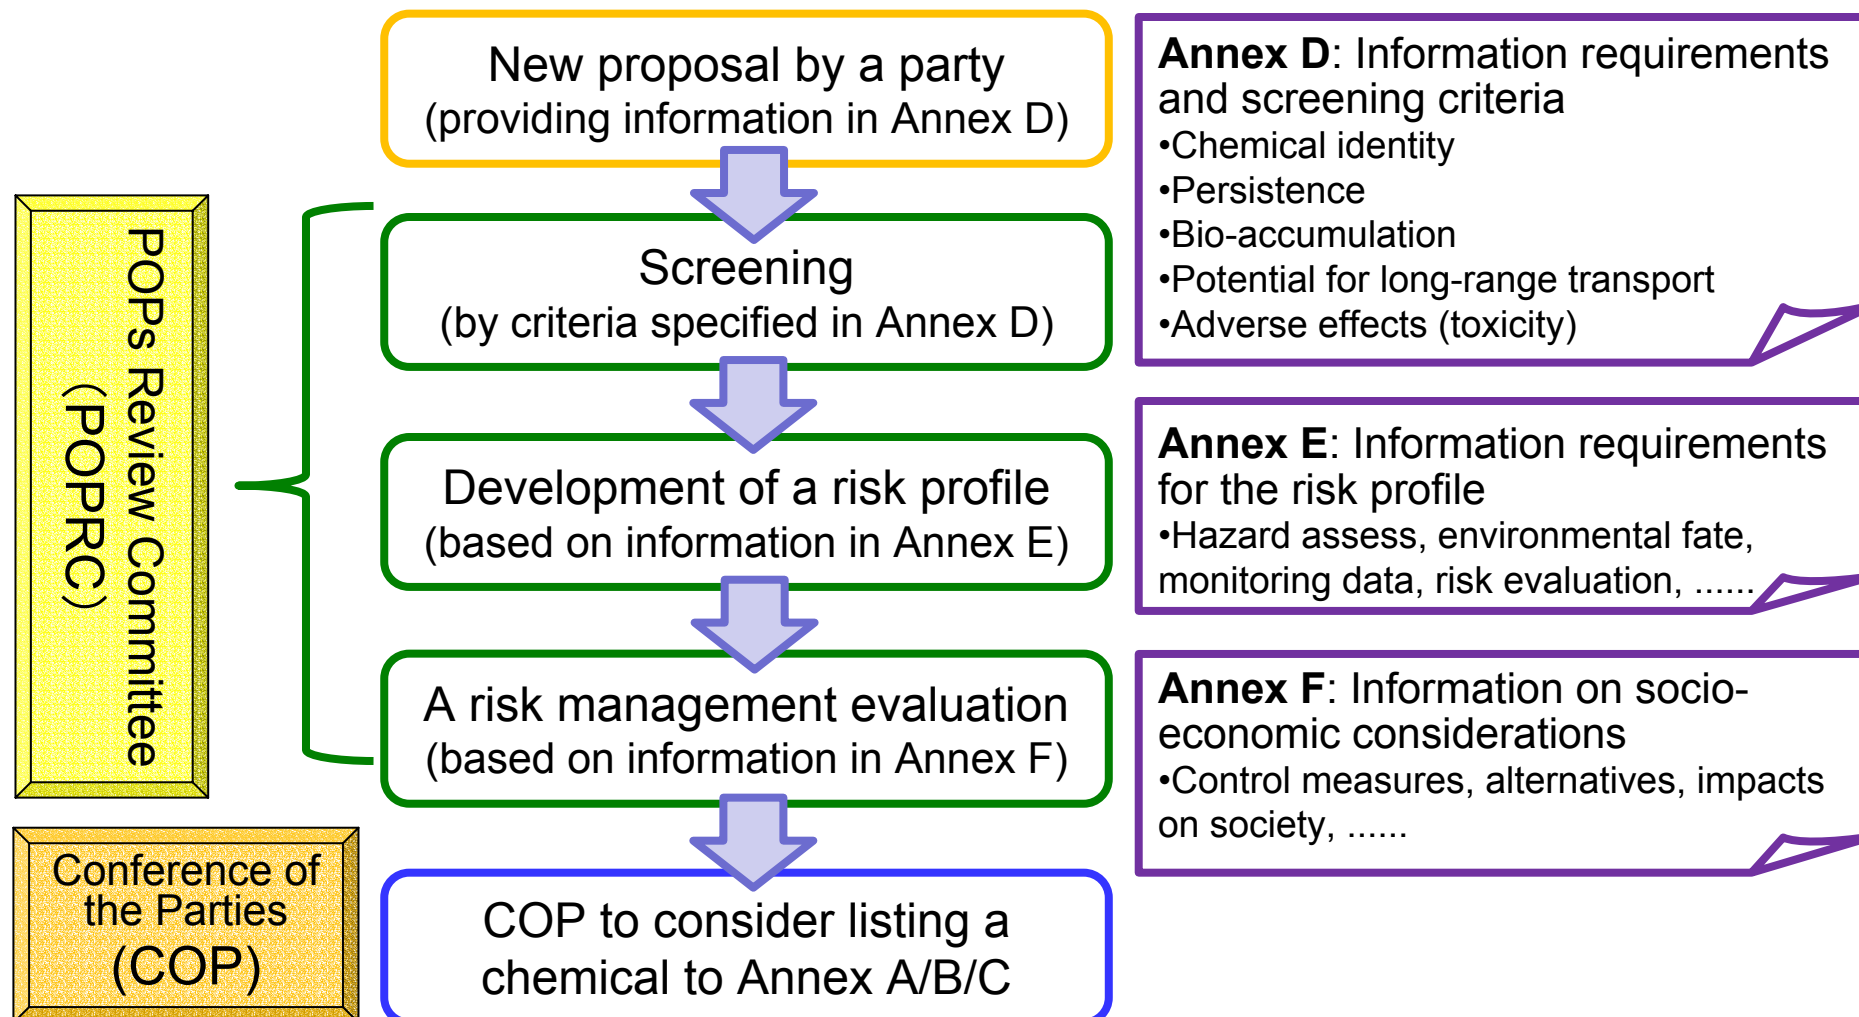 New proposal by a party
(providing information in Annex D)
Screening
(by criteria specified in Annex D)
Development of a risk profile
(based on information in Annex E)
A risk management evaluation
(based on information in Annex F)
COP to consider listing a
chemical to Annex A/B/C
POPs Review Committee
(POPRC)
Conference of
the Parties
(COP)
Annex D: Information requirements
and screening criteria
•Chemical identity
•Persistence
•Bio-accumulation
•Potential for long-range transport
•Adverse effects (toxicity)
Annex E: Information requirements
for the risk profile
•Hazard assess, environmental fate,
monitoring data, risk evaluation, ......
Annex F: Information on socio-
economic considerations
•Control measures, alternatives, impacts
on society, ......